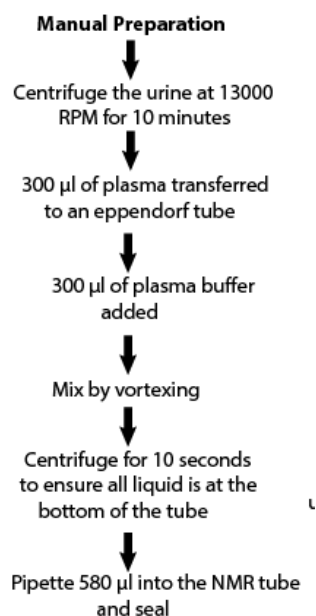 Manual Preparation
Centrifuge the urine at 13000
RPM for 10 minutes
300 µl of plasma transferred
to an eppendorf tube
300 µl of plasma buffer
added
Mix by vortexing
Centrifuge for 10 seconds
to ensure all liquid is at the
bottom of the tube
u
Pipette 580 µl into the NMR tube
and seal